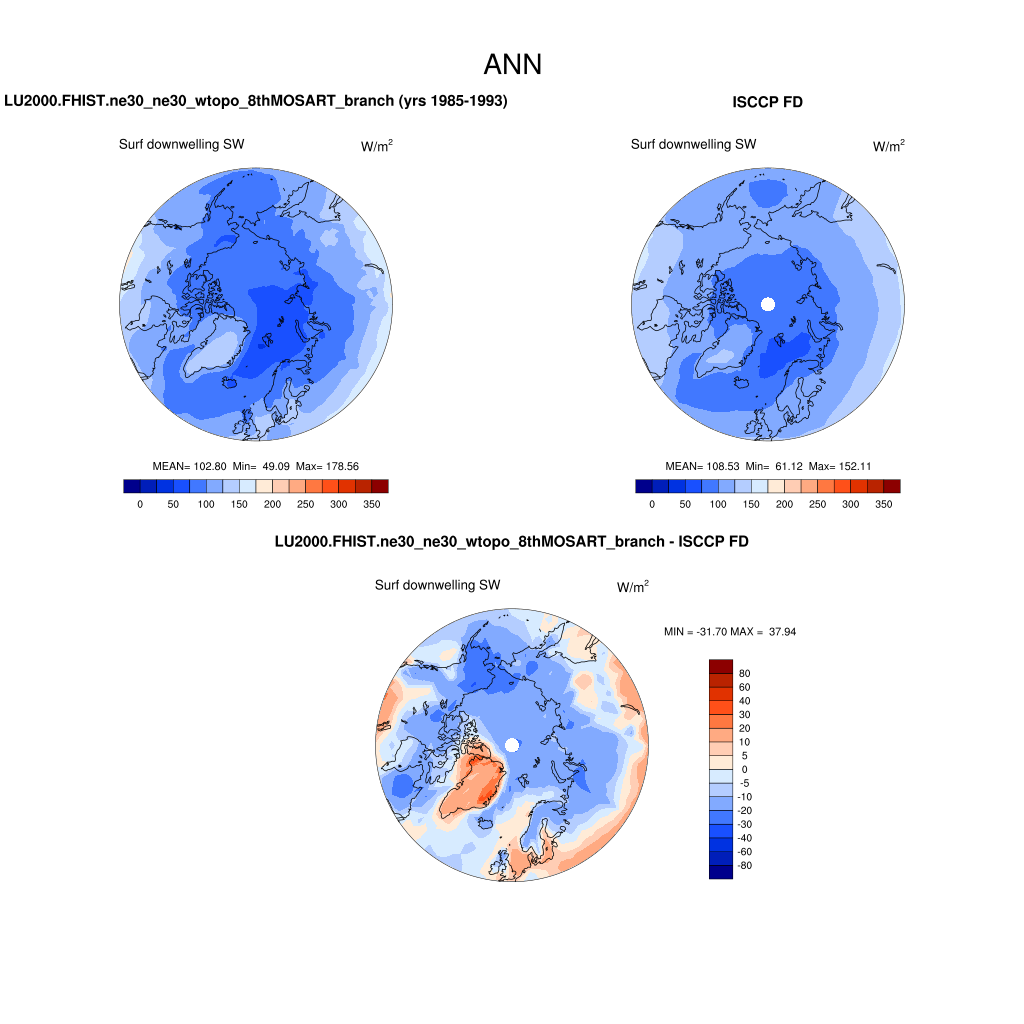 ANN
LU2000.FHIST.ne30_ne30_wtopo_8thMOSART_branch (yrs 1985-1993)
ISCCP FD
Surf downwelling SW
W/m²
Surf downwelling SW
W/m²
MEAN= 102.80 Min= 49.09 Max= 178.56
MEAN= 108.53 Min= 61.12 Max= 152.11
0 50 100 150 200 250 300 350
0 50 100 150 200 250 300 350
LU2000.FHIST.ne30_ne30_wtopo_8thMOSART_branch - ISCCP FD
Surf downwelling SW
W/m²
MIN = -31.70 MAX = 37.94
80
60
40
30
20
10
5
0
-5
-10
-20
-30
-40
-60
-80